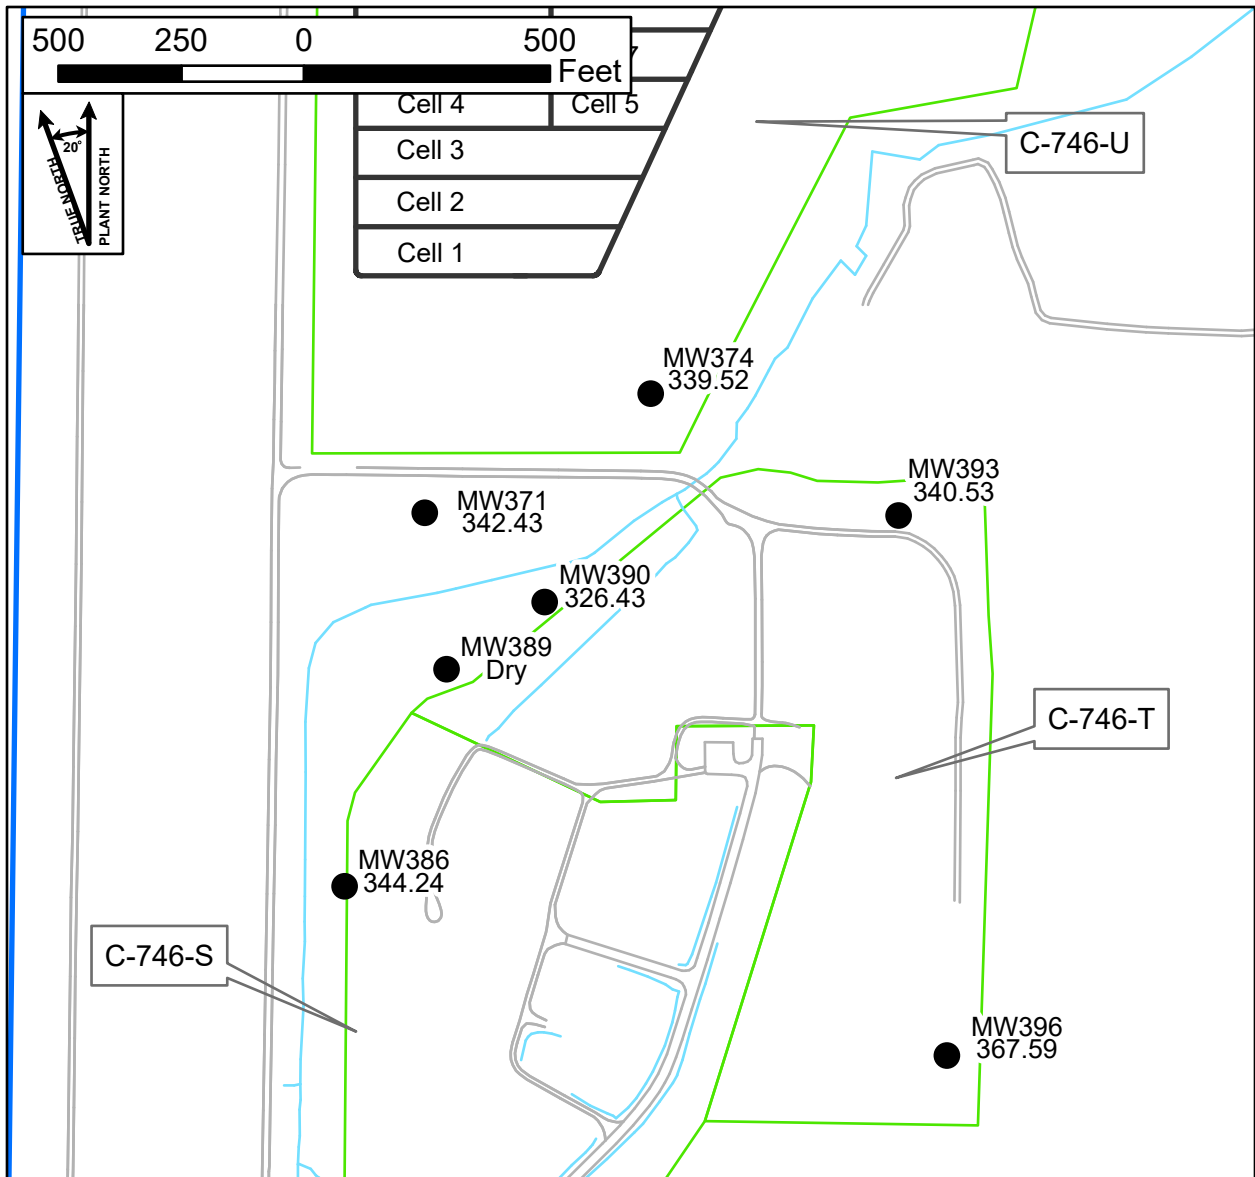 500 250 0 500
Feet
7
Cell 4
Cell 5
Cell 3
Cell 2
Cell 1
20°
TRUE NORTH
PLANT NORTH
C-746-U
MW374
339.52
MW393
340.53
MW371
342.43
MW390
326.43
MW389
Dry
C-746-T
MW386
344.24
C-746-S
MW396
367.59